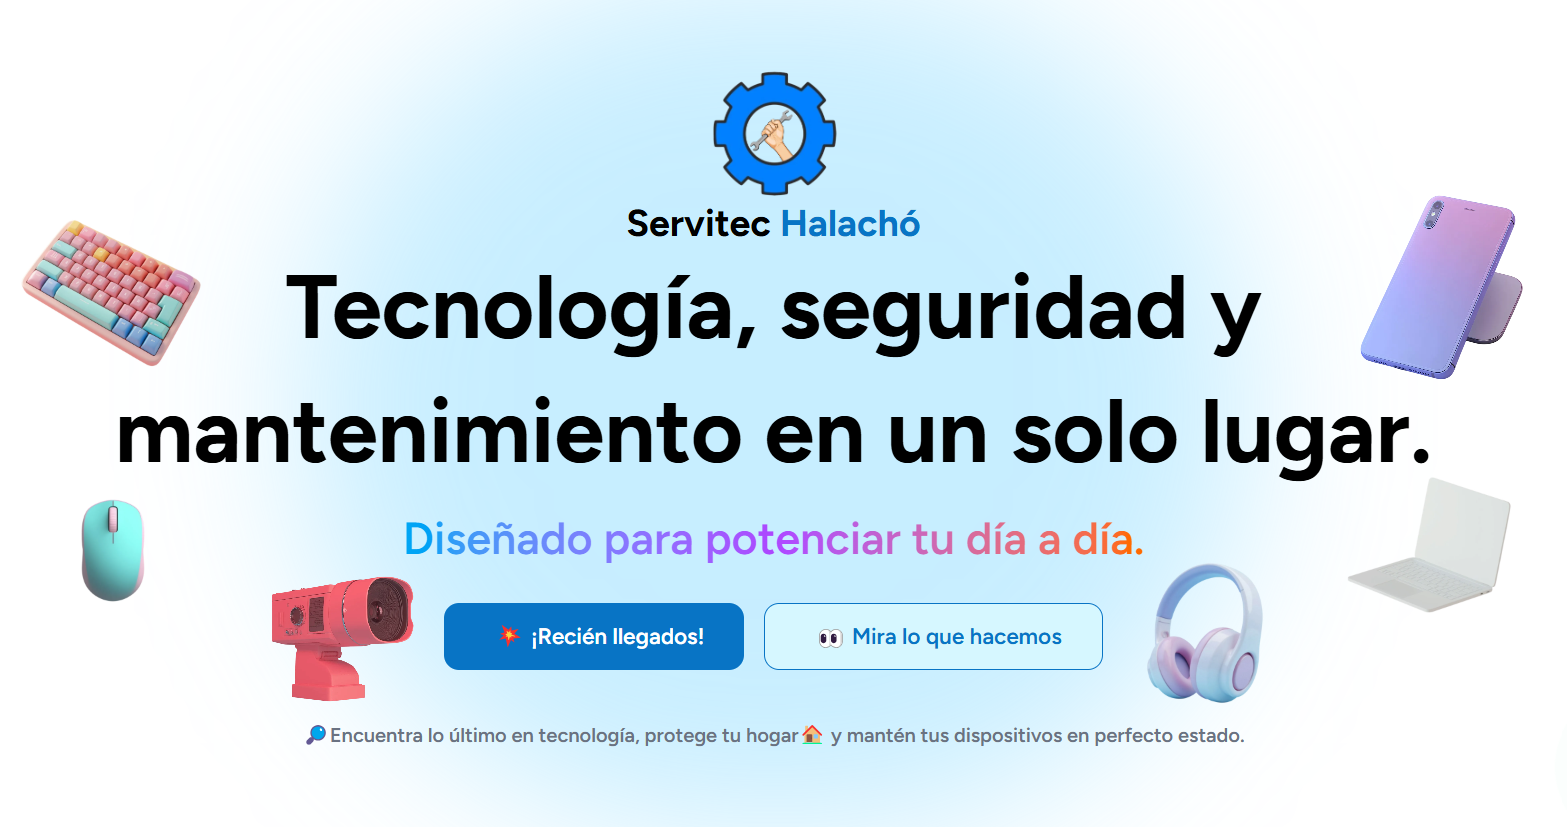 Servitec Halachó
Tecnología, seguridad y
mantenimiento en un solo lugar.
Diseñado para potenciar tu día a día.
💥 ¡Recién llegados!
👀 Mira lo que hacemos
🔎Encuentra lo último en tecnología, protege tu hogar🏠 y mantén tus dispositivos en perfecto estado.